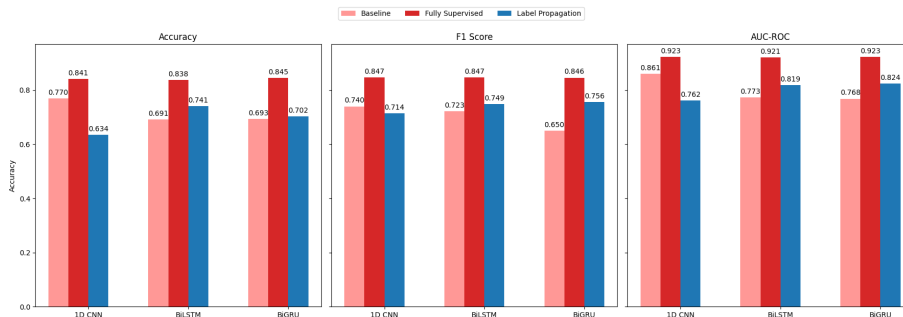 Baseline Fully Supervised Label Propagation
Accuracy F1 Score AUC-ROC
Accuracy
0.0
0.2
0.4
0.6
0.8
0.770 0.841 0.634 0.691 0.838 0.741 0.693 0.845 0.702
0.740 0.847 0.714 0.723 0.847 0.749 0.650 0.846 0.756
0.861 0.923 0.762 0.773 0.921 0.819 0.768 0.923 0.824
1D CNN BiLSTM BiGRU
1D CNN BiLSTM BiGRU
1D CNN BiLSTM BiGRU